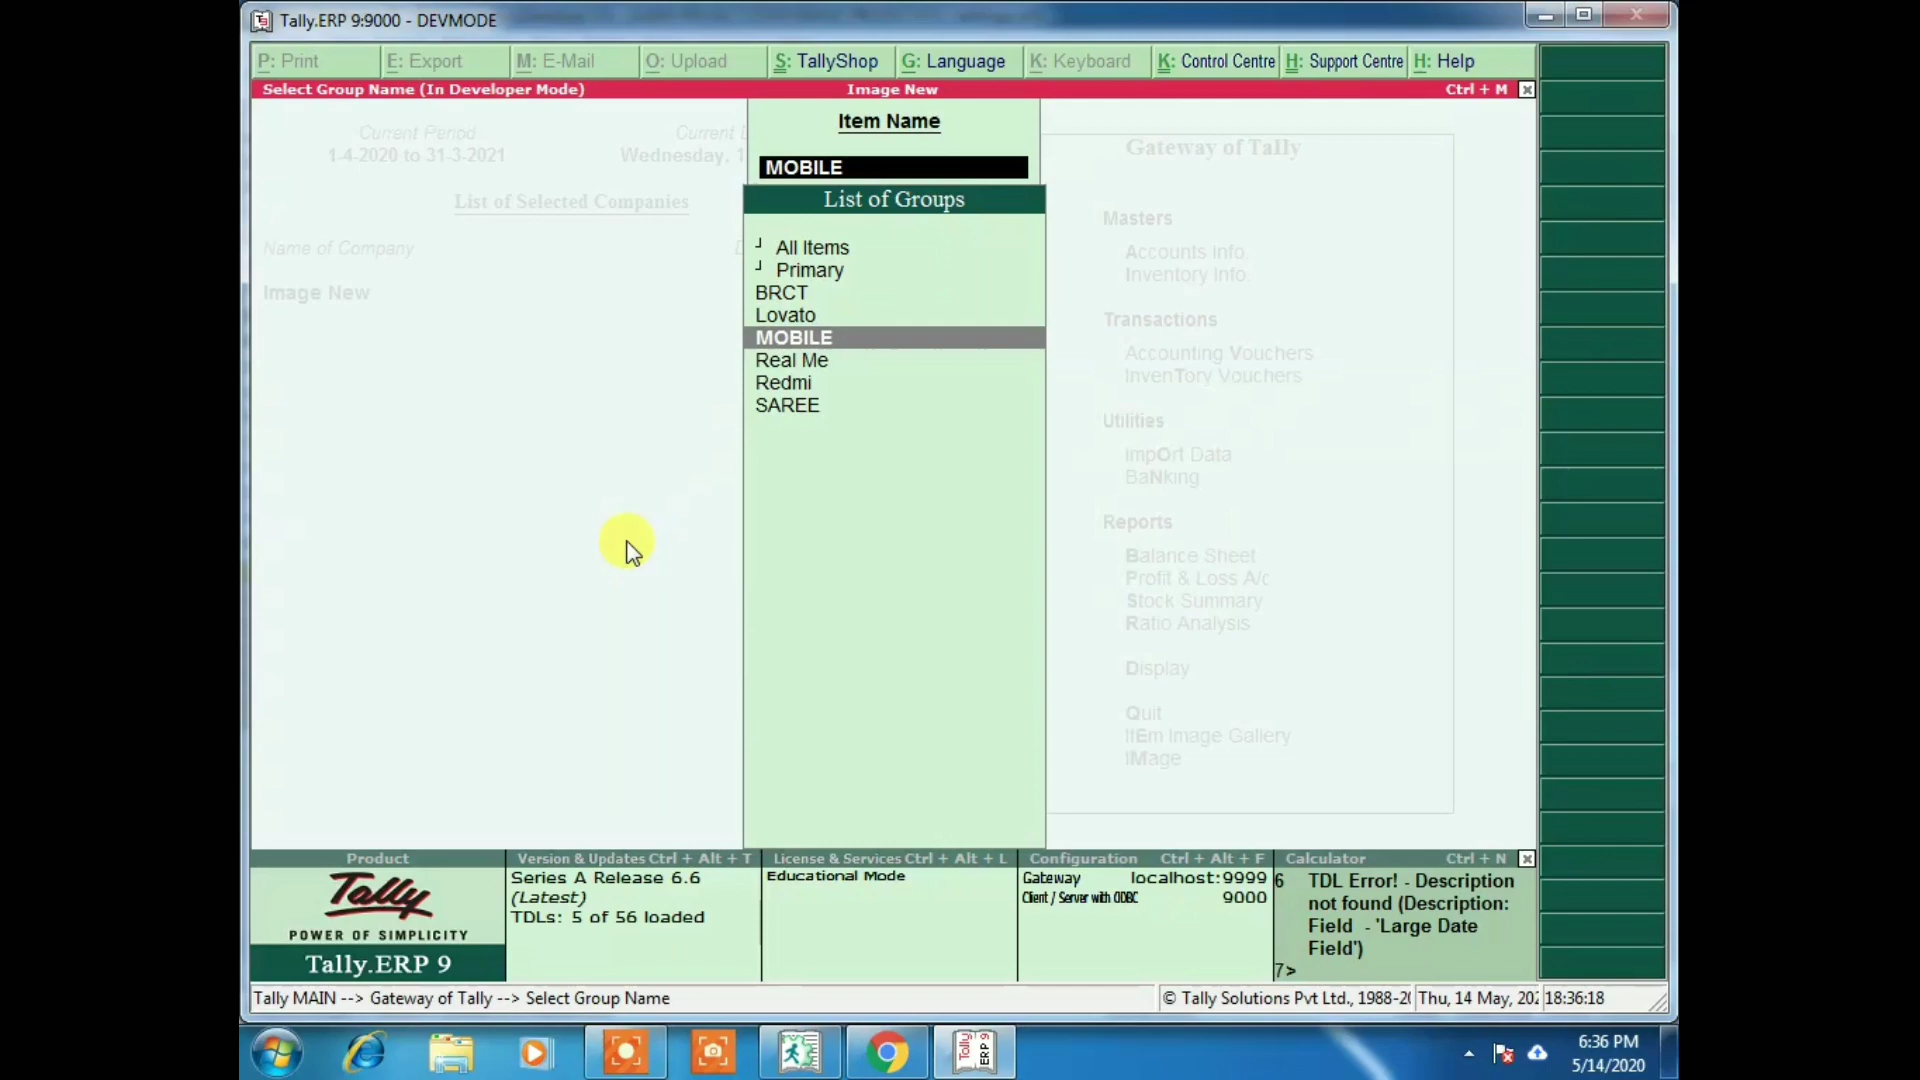 Tally.ERP 9:9000 - DEVMODE
P: Print
E: Export
M: E-Mail
O: Upload
S: TallyShop
G: Language
K: Keyboard
K: Control Centre
H: Support Centre
H: Help
Select Group Name (In Developer Mode)
Image New
Ctrl + M
Current Period
1-4-2020 to 31-3-2021
Wednesday, 1
List of Selected Companies
Name of Company
Image New
Item Name
MOBILE
List of Groups
All Items
Primary
BRCT
Lovato
MOBILE
Real Me
Redmi
SAREE
Gateway of Tally
Masters
Accounts Info.
Inventory Info.
Transactions
Accounting Vouchers
InvenTory Vouchers
Utilities
impOrt Data
BaNking
Reports
Balance Sheet
Profit & Loss A/c
Stock Summary
Ratio Analysis
Display
Quit
ItEm Image Gallery
IMage
Product
Tally
POWER OF SIMPLICITY
Tally.ERP 9
Version & Updates Ctrl + Alt + T
Series A Release 6.6
(Latest)
TDLs: 5 of 56 loaded
License & Services Ctrl + Alt + L
Educational Mode
Configuration Ctrl + Alt + F
Gateway localhost:9999
Client / Server with ODBC 9000
Calculator Ctrl + N
6 TDL Error! - Description
not found (Description:
Field - 'Large Date
Field')
7>
Tally MAIN --> Gateway of Tally --> Select Group Name
© Tally Solutions Pvt Ltd., 1988-20
Thu, 14 May, 202
18:36:18
Tally
ERP 9
6:36 PM
5/14/2020